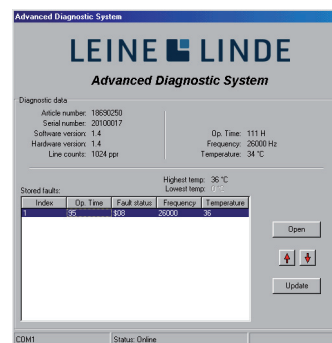 Advanced Diagnostic System
LEINE LINDE
Advanced Diagnostic System
Diagnostic data
Article number: 18690250
Serial number: 20100017
Software version: 1.4
Hardware version: 1.4
Line counts: 1024 ppr
Op. Time: 111 H
Frequency: 26000 Hz
Temperature: 34 °C
Highest temp: 36 °C
Lowest temp:
Stored faults:
Index Op. Time Fault status Frequency Temperature
1 95 $08 26000 36
Open
Update
COM1 Status: Online